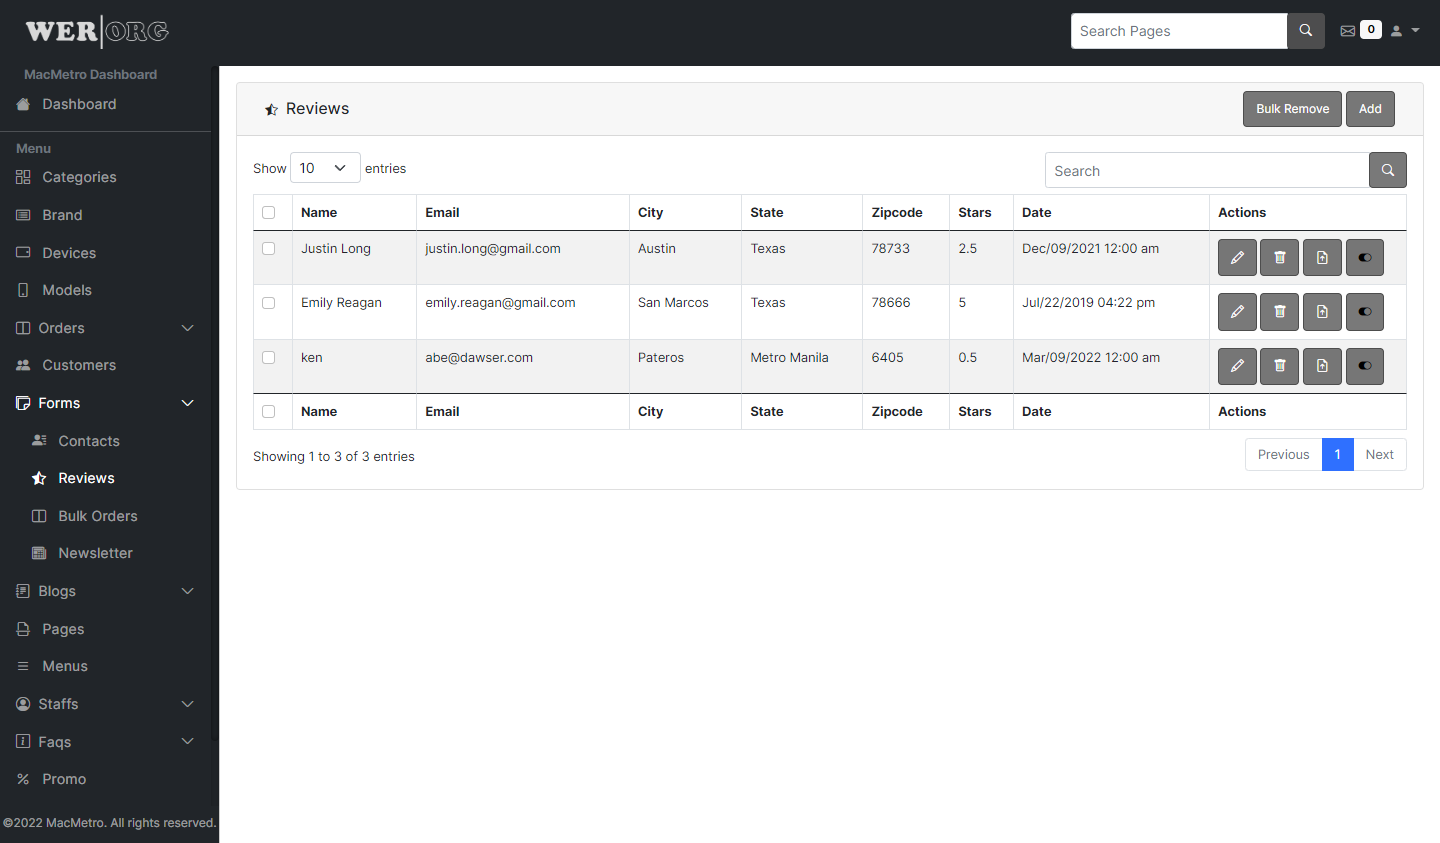 WER|ORG
Search Pages
0
MacMetro Dashboard
Dashboard
Menu
Categories
Brand
Devices
Models
Orders
Customers
Forms
Contacts
Reviews
Bulk Orders
Newsletter
Blogs
Pages
Menus
Staffs
Faqs
Promo
©2022 MacMetro. All rights reserved.
Reviews
Bulk Remove Add
Show 10 entries
Search
Name Email City State Zipcode Stars Date Actions
Justin Long justin.long@gmail.com Austin Texas 78733 2.5 Dec/09/2021 12:00 am
Emily Reagan emily.reagan@gmail.com San Marcos Texas 78666 5 Jul/22/2019 04:22 pm
ken abe@dawser.com Pateros Metro Manila 6405 0.5 Mar/09/2022 12:00 am
Name Email City State Zipcode Stars Date Actions
Showing 1 to 3 of 3 entries
Previous 1 Next